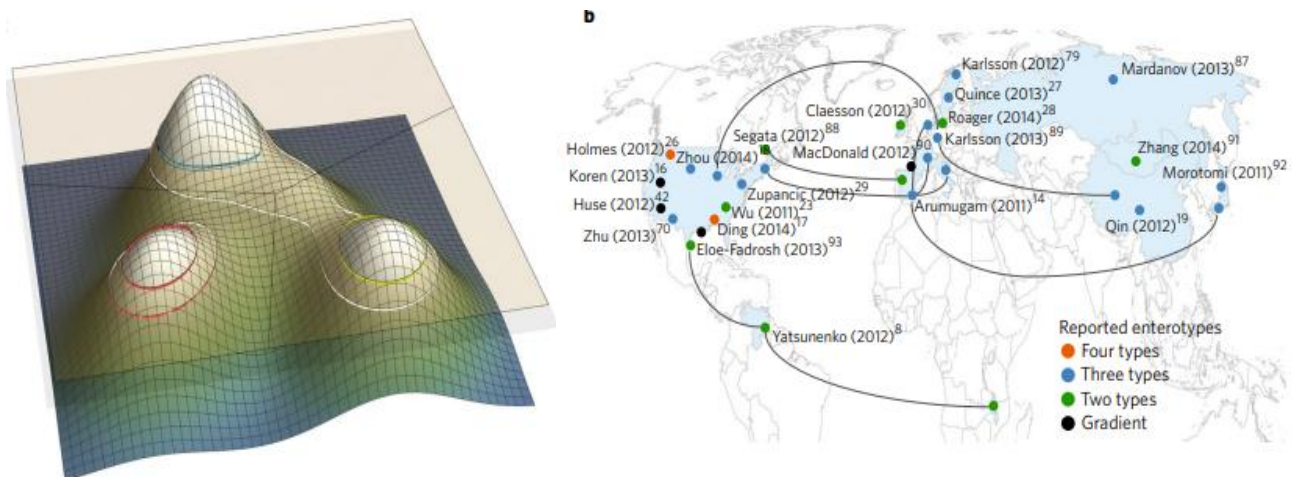 b
Karlsson (2012)79
Mardanov (2013)87
Quince (2013)27
Claesson (2012)30
Roager (2014)28
Segata (2012)88
Karlsson (2013)89
Zhang (2014)91
Holmes (2012)26
Zhou (2014)
MacDonald (2012)90
Morotomi (2011)92
Koren (2013)16
Zupancic (2012)29
Huse (2012)42
Wu (2011)23
Arumugam (2011)14
Qin (2012)19
Zhu (2013)70
Ding (2014)17
Eloe-Fadrosh (2013)93
Reported enterotypes
Yatsunenko (2012)8
Four types
Three types
Two types
Gradient